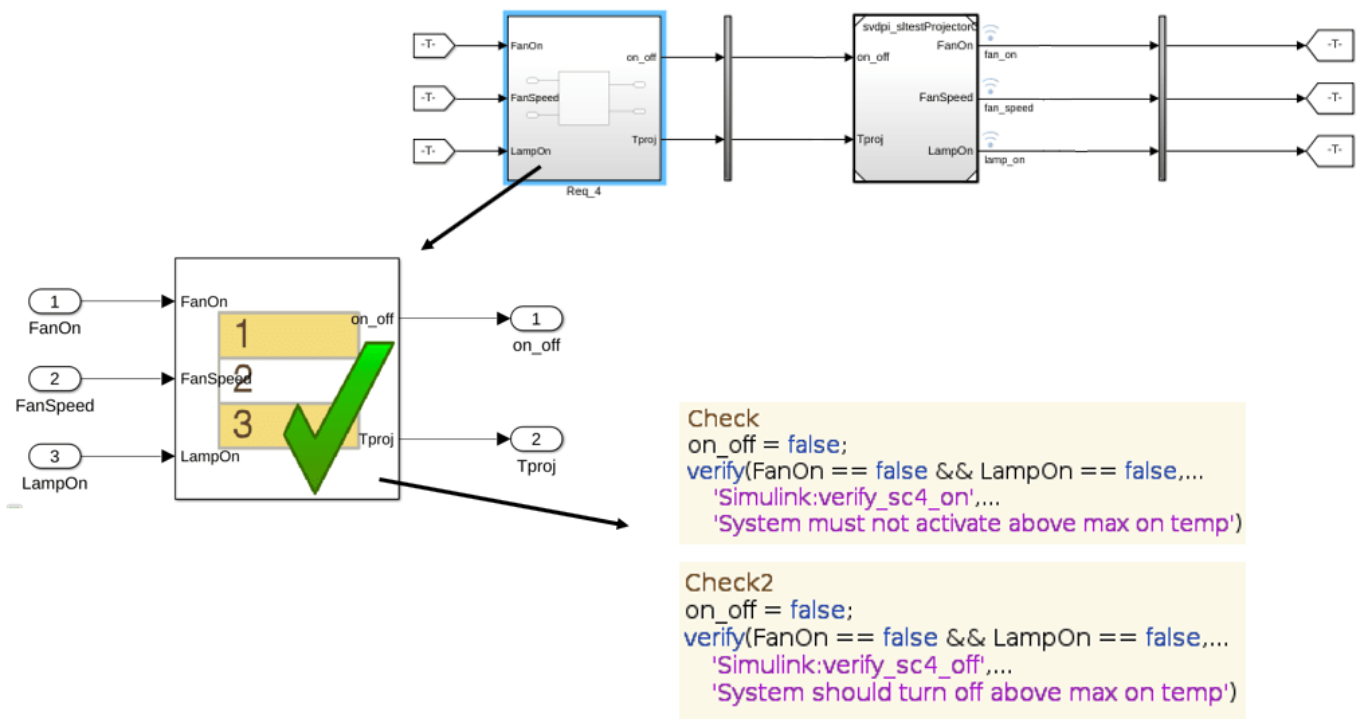 -T-
-T-
-T-
FanOn
FanSpeed
LampOn
on_off
Tproj
Req_4
on_off
Tproj
FanOn
FanSpeed
LampOn
fan_on
fan_speed
lamp_on
-T-
-T-
-T-
1
FanOn
2
FanSpeed
3
LampOn
FanOn
FanSpeed
LampOn
1
2
3
on_off
Tproj
1
on_off
2
Tproj
Check
on_off = false;
verify(FanOn == false && LampOn == false,...
'Simulink:verify_sc4_on',...
'System must not activate above max on temp')
Check2
on_off = false;
verify(FanOn == false && LampOn == false,...
'Simulink:verify_sc4_off',...
'System should turn off above max on temp')